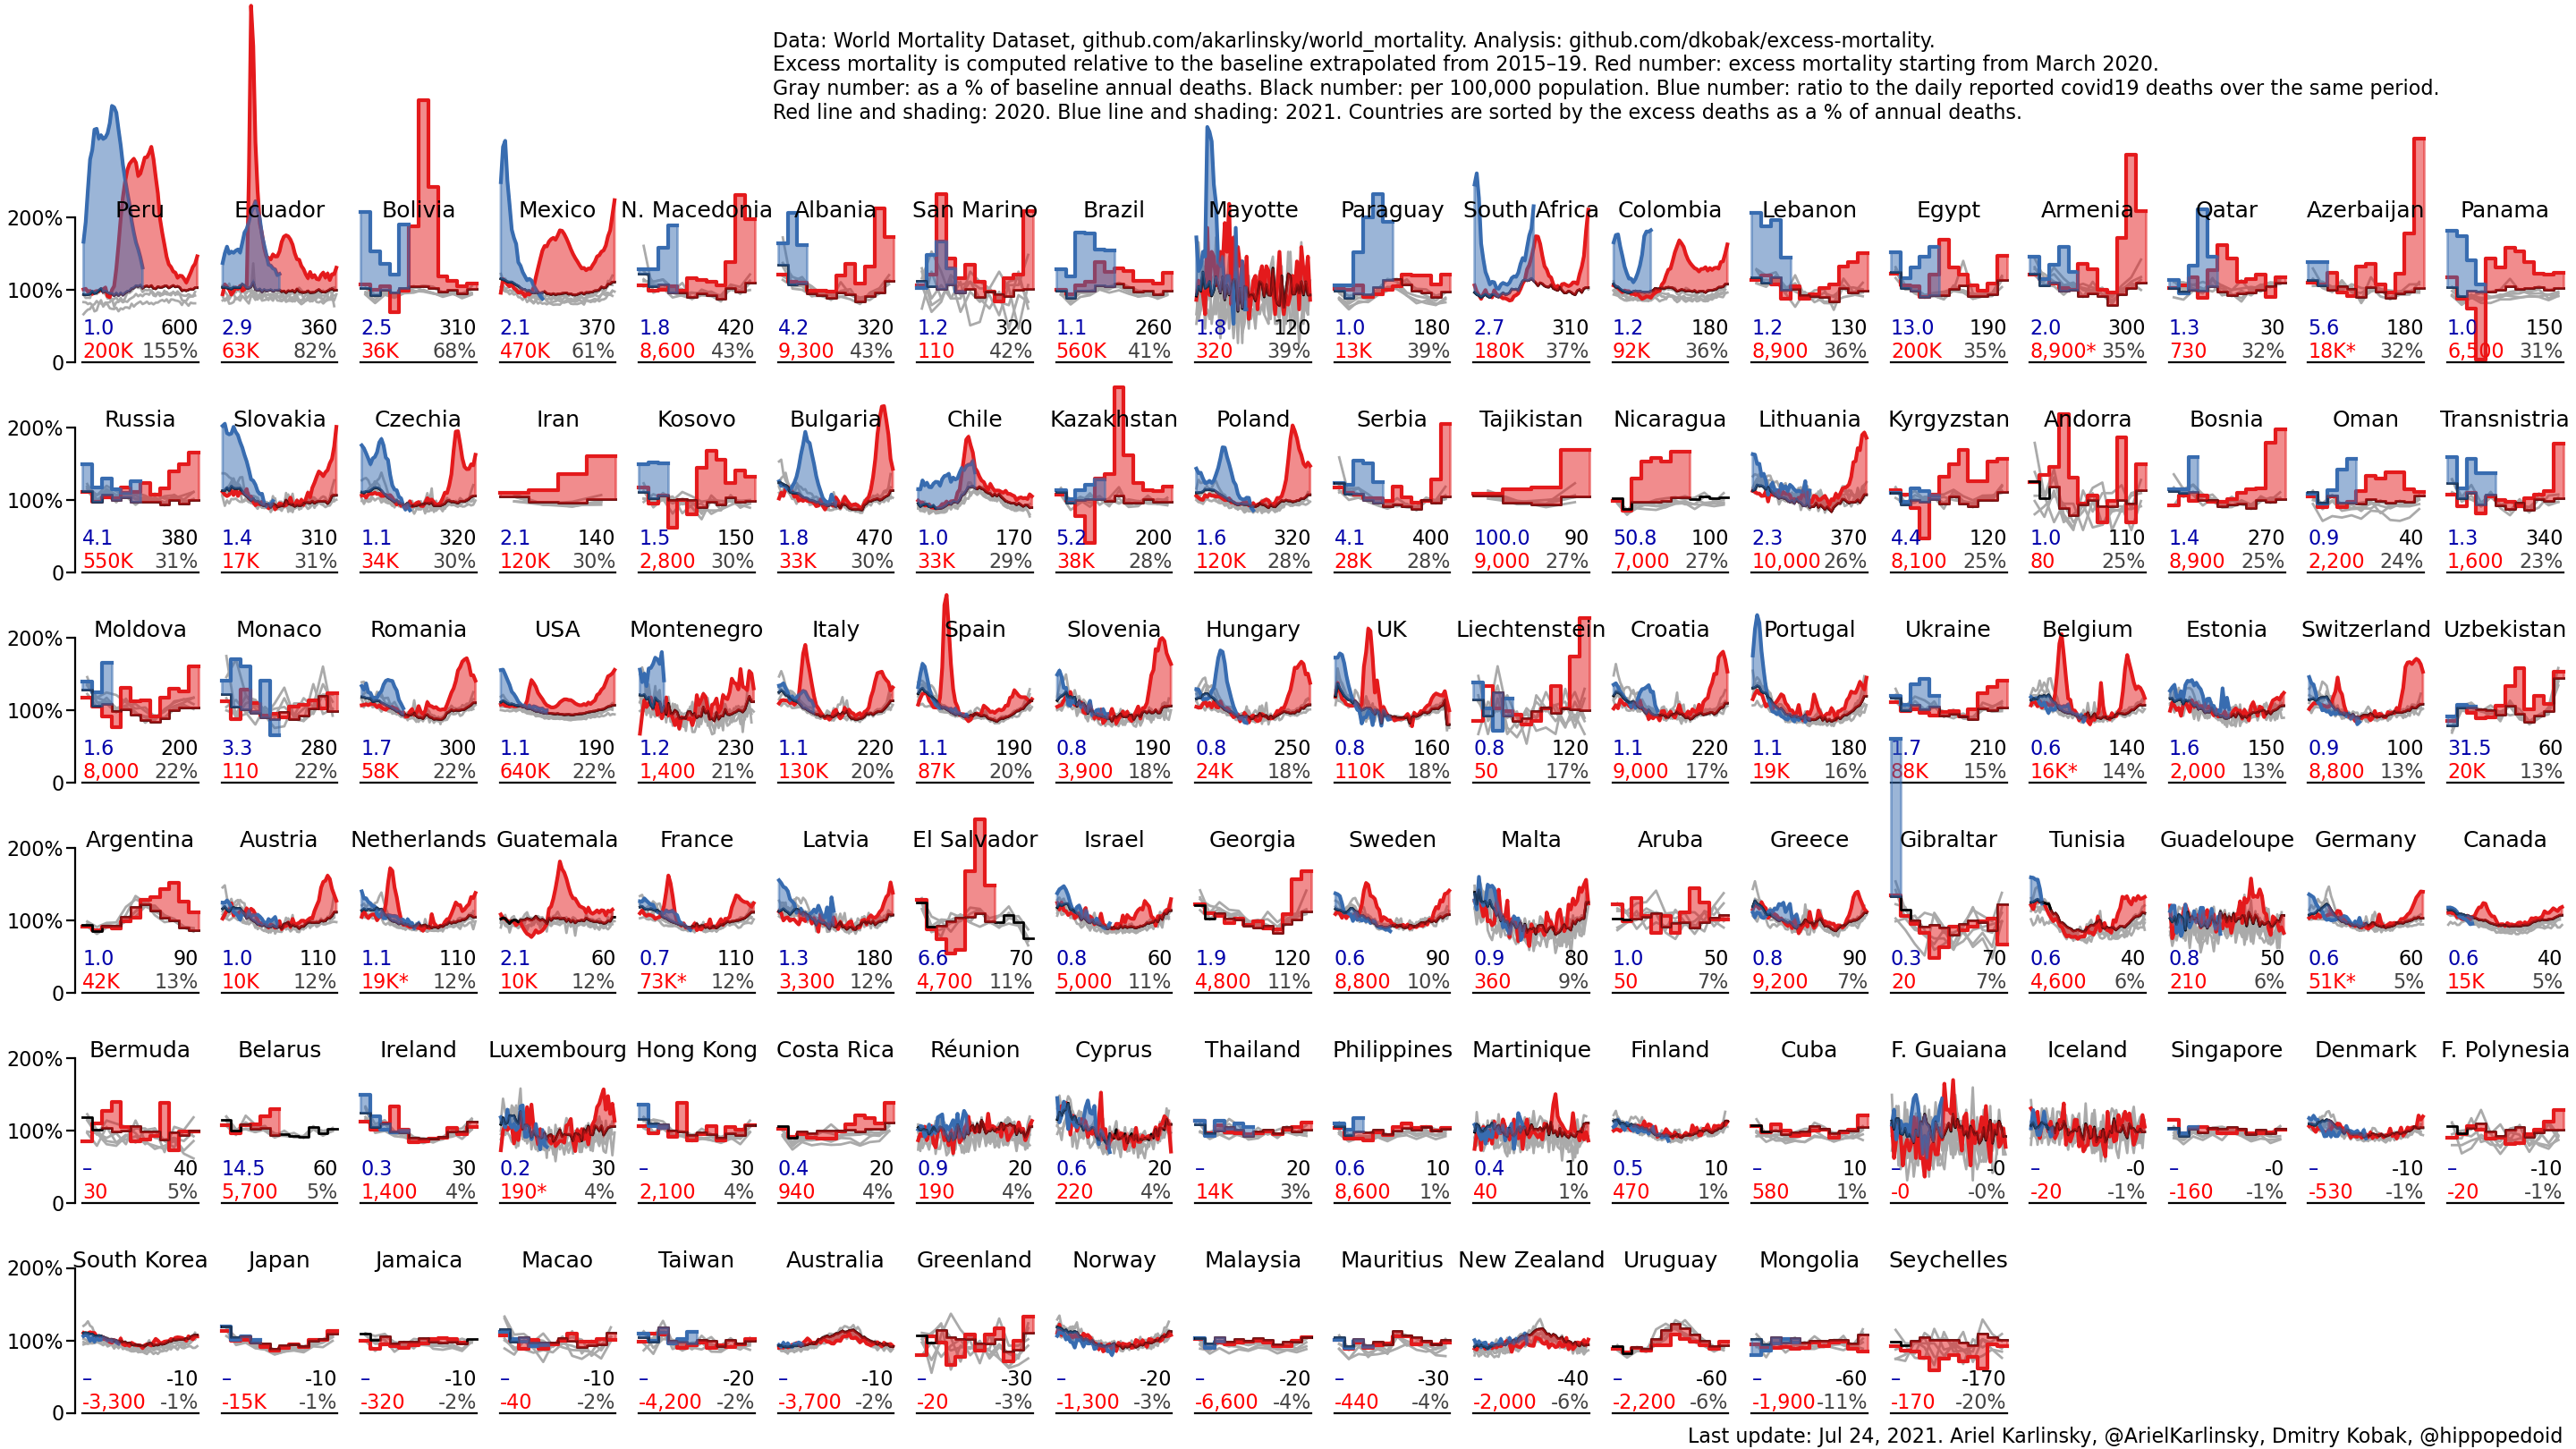 Data: World Mortality Dataset, github.com/akarlinsky/world_mortality. Analysis: github.com/dkobak/excess-mortality.
Excess mortality is computed relative to the baseline extrapolated from 2015–19. Red number: excess mortality starting from March 2020.
Gray number: as a % of baseline annual deaths. Black number: per 100,000 population. Blue number: ratio to the daily reported covid19 deaths over the same period.
Red line and shading: 2020. Blue line and shading: 2021. Countries are sorted by the excess deaths as a % of annual deaths.
200% Peru Ecuador Bolivia Mexico N. Macedonia Albania San Marino Brazil Mayotte Paraguay South Africa Colombia Lebanon Egypt Armenia Qatar Azerbaijan Panama
100%
1.0 600 2.9 360 2.5 310 2.1 370 1.8 420 4.2 320 1.2 320 1.1 260 1.8 120 1.0 180 2.7 310 1.2 180 1.2 130 13.0 190 2.0 300 1.3 30 5.6 180 1.0 150
200K 155% 63K 82% 36K 68% 470K 61% 8,600 43% 9,300 43% 110 42% 560K 41% 320 39% 13K 39% 180K 37% 92K 36% 8,900 36% 200K 35% 8,900* 35% 730 32% 18K* 32% 6,500 31%
0
200% Russia Slovakia Czechia Iran Kosovo Bulgaria Chile Kazakhstan Poland Serbia Tajikistan Nicaragua Lithuania Kyrgyzstan Andorra Bosnia Oman Transnistria
100%
4.1 380 1.4 310 1.1 320 2.1 140 1.5 150 1.8 470 1.0 170 5.2 200 1.6 320 4.1 400 100.0 90 50.8 100 2.3 370 4.4 120 1.0 110 1.4 270 0.9 40 1.3 340
550K 31% 17K 31% 34K 30% 120K 30% 2,800 30% 33K 30% 33K 29% 38K 28% 120K 28% 28K 28% 9,000 27% 7,000 27% 10,000 26% 8,100 25% 80 25% 8,900 25% 2,200 24% 1,600 23%
0
200% Moldova Monaco Romania USA Montenegro Italy Spain Slovenia Hungary UK Liechtenstein Croatia Portugal Ukraine Belgium Estonia Switzerland Uzbekistan
100%
1.6 200 3.3 280 1.7 300 1.1 190 1.2 230 1.1 220 1.1 190 0.8 190 0.8 250 0.8 160 0.8 120 1.1 220 1.1 180 1.7 210 0.6 140 1.6 150 0.9 100 31.5 60
8,000 22% 110 22% 58K 22% 640K 22% 1,400 21% 130K 20% 87K 20% 3,900 18% 24K 18% 110K 18% 50 17% 9,000 17% 19K 16% 88K 15% 16K* 14% 2,000 13% 8,800 13% 20K 13%
0
200% Argentina Austria Netherlands Guatemala France Latvia El Salvador Israel Georgia Sweden Malta Aruba Greece Gibraltar Tunisia Guadeloupe Germany Canada
100%
1.0 90 1.0 110 1.1 110 2.1 60 0.7 110 1.3 180 6.6 70 0.8 60 1.9 120 0.6 90 0.9 80 1.0 50 0.8 90 0.3 70 0.6 40 0.8 50 0.6 60 0.6 40
42K 13% 10K 12% 19K* 12% 10K 12% 73K* 12% 3,300 12% 4,700 11% 5,000 11% 4,800 11% 8,800 10% 360 9% 50 7% 9,200 7% 20 7% 4,600 6% 210 6% 51K* 5% 15K 5%
0
200% Bermuda Belarus Ireland Luxembourg Hong Kong Costa Rica Réunion Cyprus Thailand Philippines Martinique Finland Cuba F. Guaiana Iceland Singapore Denmark F. Polynesia
100%
– 40 14.5 60 0.3 30 0.2 30 – 30 0.4 20 0.9 20 0.6 20 – 20 0.6 10 0.4 10 0.5 10 – 10 – -0 – -0 – -0 – -10 – -10
30 5% 5,700 5% 1,400 4% 190* 4% 2,100 4% 940 4% 190 4% 220 4% 14K 3% 8,600 1% 40 1% 470 1% 580 1% -0 -0% -20 -1% -160 -1% -530 -1% -20 -1%
0
200% South Korea Japan Jamaica Macao Taiwan Australia Greenland Norway Malaysia Mauritius New Zealand Uruguay Mongolia Seychelles
100%
– -10 – -10 – -10 – -10 – -20 – -10 – -30 – -20 – -20 – -30 – -40 – -60 – -60 – -170
-3,300 -1% -15K -1% -320 -2% -40 -2% -4,200 -2% -3,700 -2% -20 -3% -1,300 -3% -6,600 -4% -440 -4% -2,000 -6% -2,200 -6% -1,900 -11% -170 -20%
0
Last update: Jul 24, 2021. Ariel Karlinsky, @ArielKarlinsky, Dmitry Kobak, @hippopedoid